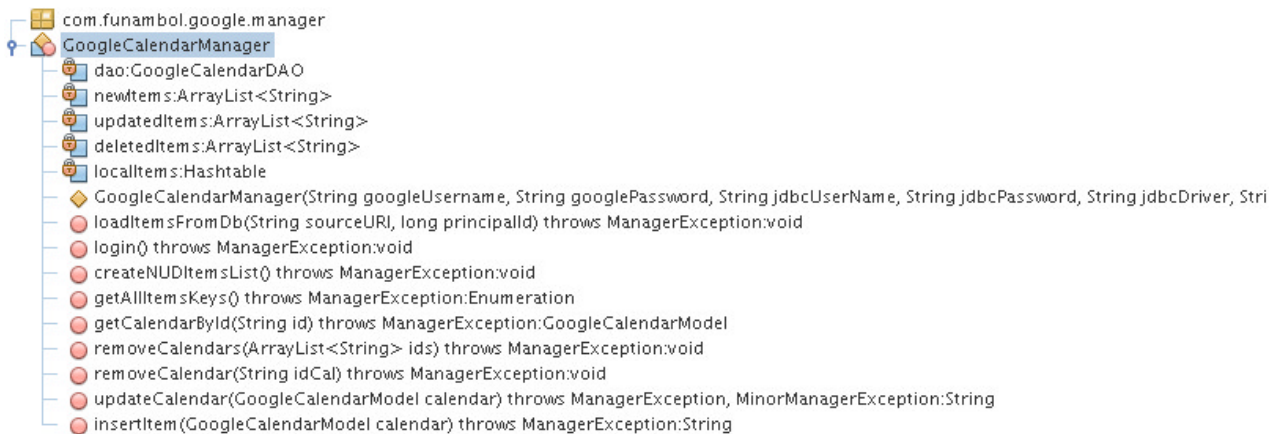 com.funambol.google.manager
GoogleCalendarManager
dao:GoogleCalendarDAO
newItems:ArrayList<String>
updatedItems:ArrayList<String>
deletedItems:ArrayList<String>
localItems:Hashtable
GoogleCalendarManager(String googleUsername, String googlePassword, String jdbcUserName, String jdbcPassword, String jdbcDriver, Stri
loadItemsFromDb(String sourceURI, long principalId) throws ManagerException:void
login() throws ManagerException:void
createNUDItemsList() throws ManagerException:void
getAllItemsKeys() throws ManagerException:Enumeration
getCalendarById(String id) throws ManagerException:GoogleCalendarModel
removeCalendars(ArrayList<String> ids) throws ManagerException:void
removeCalendar(String idCal) throws ManagerException:void
updateCalendar(GoogleCalendarModel calendar) throws ManagerException, MinorManagerException:String
insertItem(GoogleCalendarModel calendar) throws ManagerException:String